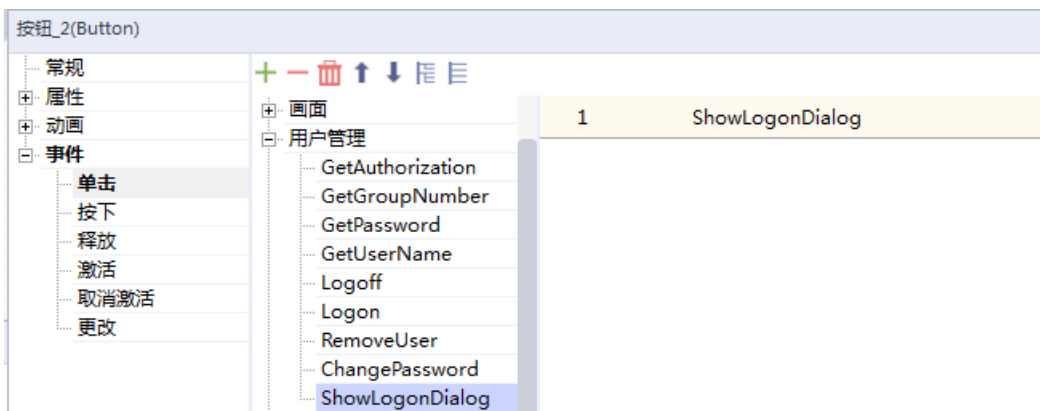 按钮_2(Button)
常规
属性
动画
事件
单击
按下
释放
激活
取消激活
更改
画面
用户管理
GetAuthorization
GetGroupNumber
GetPassword
GetUserName
Logoff
Logon
RemoveUser
ChangePassword
ShowLogonDialog
1 ShowLogonDialog